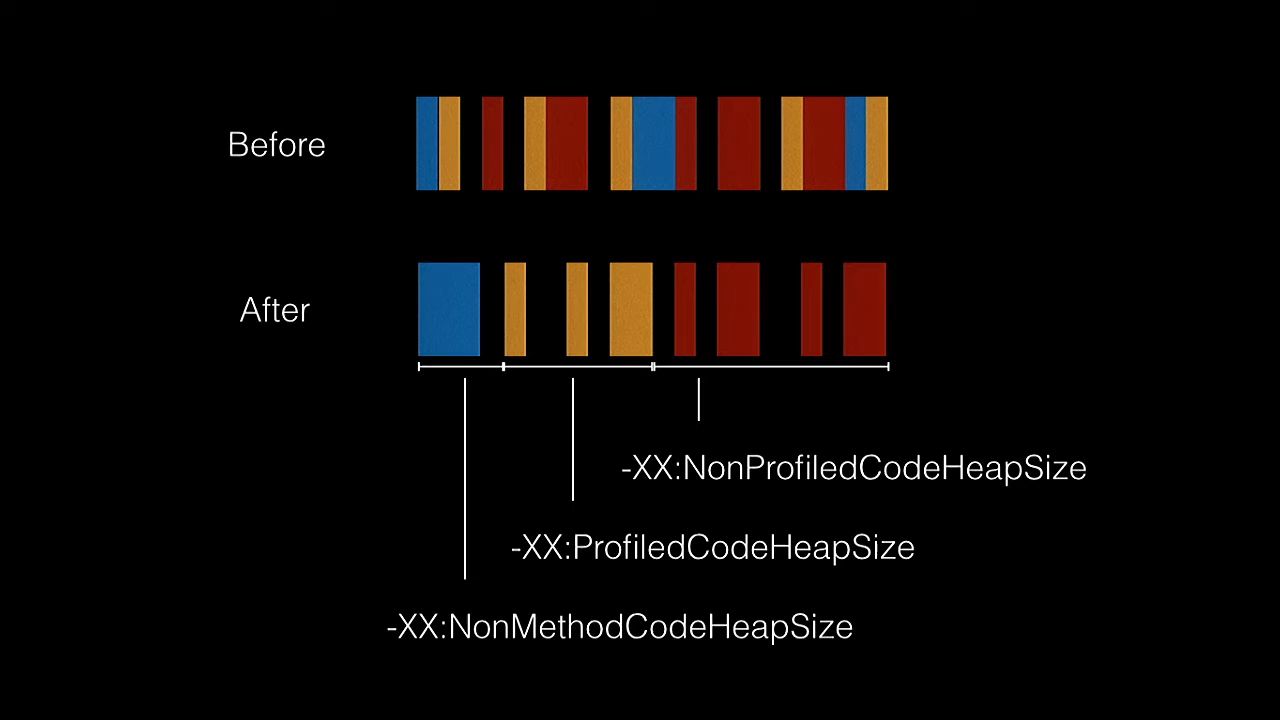 Before
After
-XX:NonProfiledCodeHeapSize
-XX:ProfiledCodeHeapSize
-XX:NonMethodCodeHeapSize